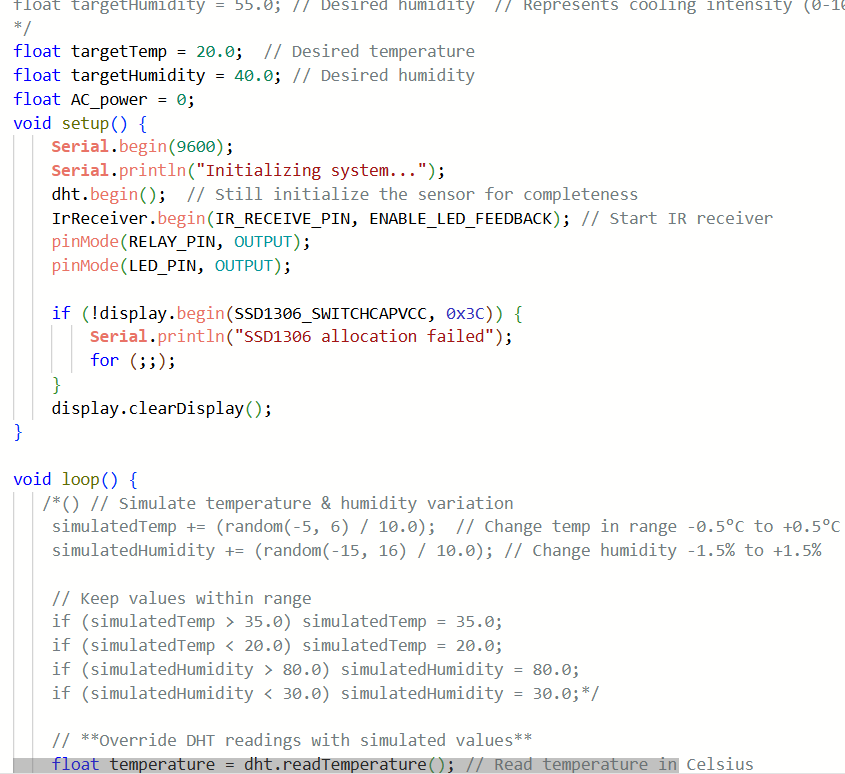 float targetHumidity = 55.0; // Desired humidity  // Represents cooling intensity (0-10
*/
float targetTemp = 20.0;  // Desired temperature
float targetHumidity = 40.0; // Desired humidity
float AC_power = 0;
void setup() {
    Serial.begin(9600);
    Serial.println("Initializing system...");
    dht.begin();  // Still initialize the sensor for completeness
    IrReceiver.begin(IR_RECEIVE_PIN, ENABLE_LED_FEEDBACK); // Start IR receiver
    pinMode(RELAY_PIN, OUTPUT);
    pinMode(LED_PIN, OUTPUT);

    if (!display.begin(SSD1306_SWITCHCAPVCC, 0x3C)) {
        Serial.println("SSD1306 allocation failed");
        for (;;);
    }
    display.clearDisplay();
}

void loop() {
   /*() // Simulate temperature & humidity variation
    simulatedTemp += (random(-5, 6) / 10.0);  // Change temp in range -0.5°C to +0.5°C
    simulatedHumidity += (random(-15, 16) / 10.0); // Change humidity -1.5% to +1.5%

    // Keep values within range
    if (simulatedTemp > 35.0) simulatedTemp = 35.0;
    if (simulatedTemp < 20.0) simulatedTemp = 20.0;
    if (simulatedHumidity > 80.0) simulatedHumidity = 80.0;
    if (simulatedHumidity < 30.0) simulatedHumidity = 30.0;*/

    // **Override DHT readings with simulated values**
    float temperature = dht.readTemperature(); // Read temperature in Celsius